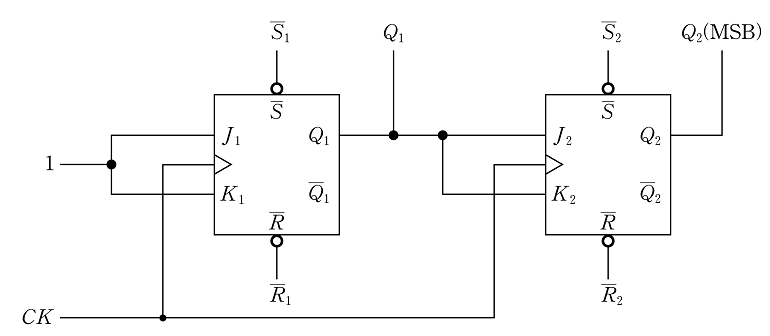 S̅₁ Q₁ S̅₂ Q₂(MSB)
S̅ S̅
J₁ Q₁ J₂ Q₂
1
K₁ Q̅₁ K₂ Q̅₂
R̅ R̅
R̅₁ R̅₂
CK